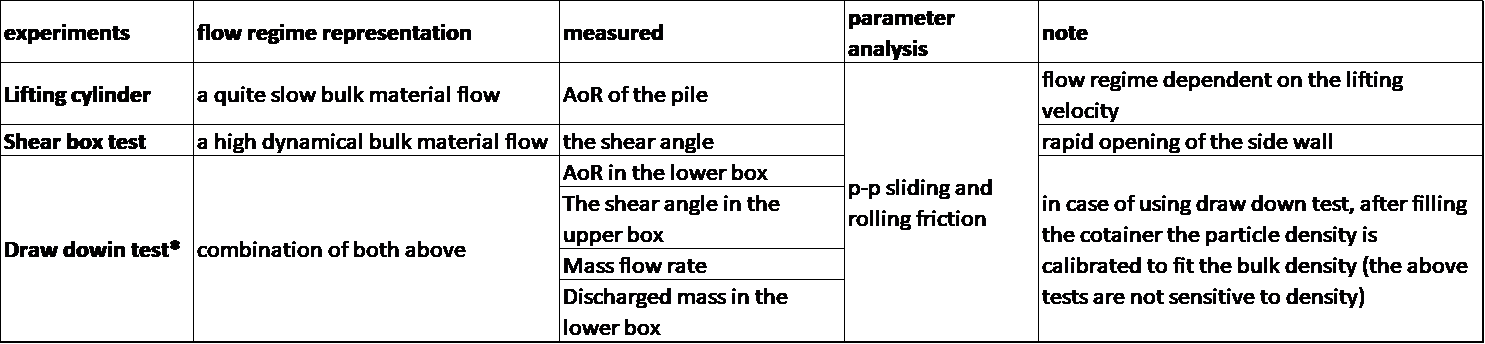 experiments
flow regime representation
measured
parameter
analysis
note
Lifting cylinder
a quite slow bulk material flow
AoR of the pile
p-p sliding and
rolling friction
flow regime dependent on the lifting
velocity
Shear box test
a high dynamical bulk material flow
the shear angle
rapid opening of the side wall
Draw dowin test*
combination of both above
AoR in the lower box
The shear angle in the
upper box
Mass flow rate
Discharged mass in the
lower box
in case of using draw down test, after filling
the cotainer the particle density is
calibrated to fit the bulk density (the above
tests are not sensitive to density)